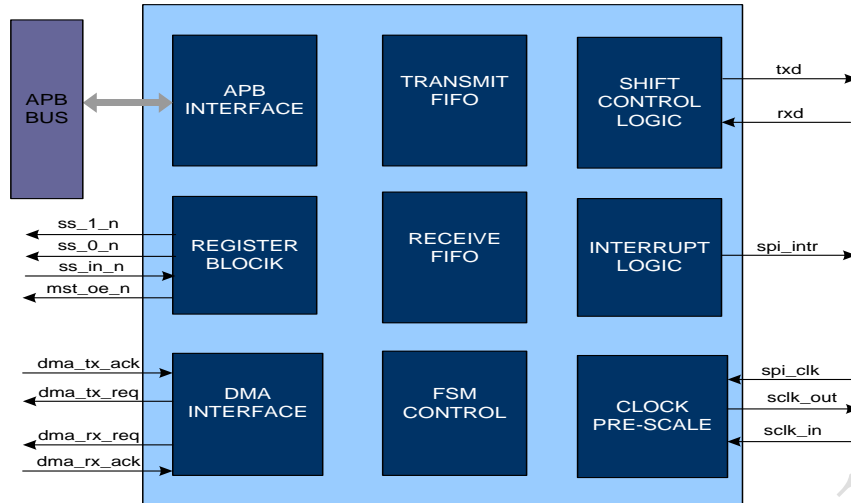 APB
BUS
APB
INTERFACE
TRANSMIT
FIFO
SHIFT
CONTROL
LOGIC
txd
rxd
ss_1_n
ss_0_n
ss_in_n
mst_oe_n
REGISTER
BLOCIK
RECEIVE
FIFO
INTERRUPT
LOGIC
spi_intr
dma_tx_ack
dma_tx_req
dma_rx_req
dma_rx_ack
DMA
INTERFACE
FSM
CONTROL
CLOCK
PRE-SCALE
spi_clk
sclk_out
sclk_in